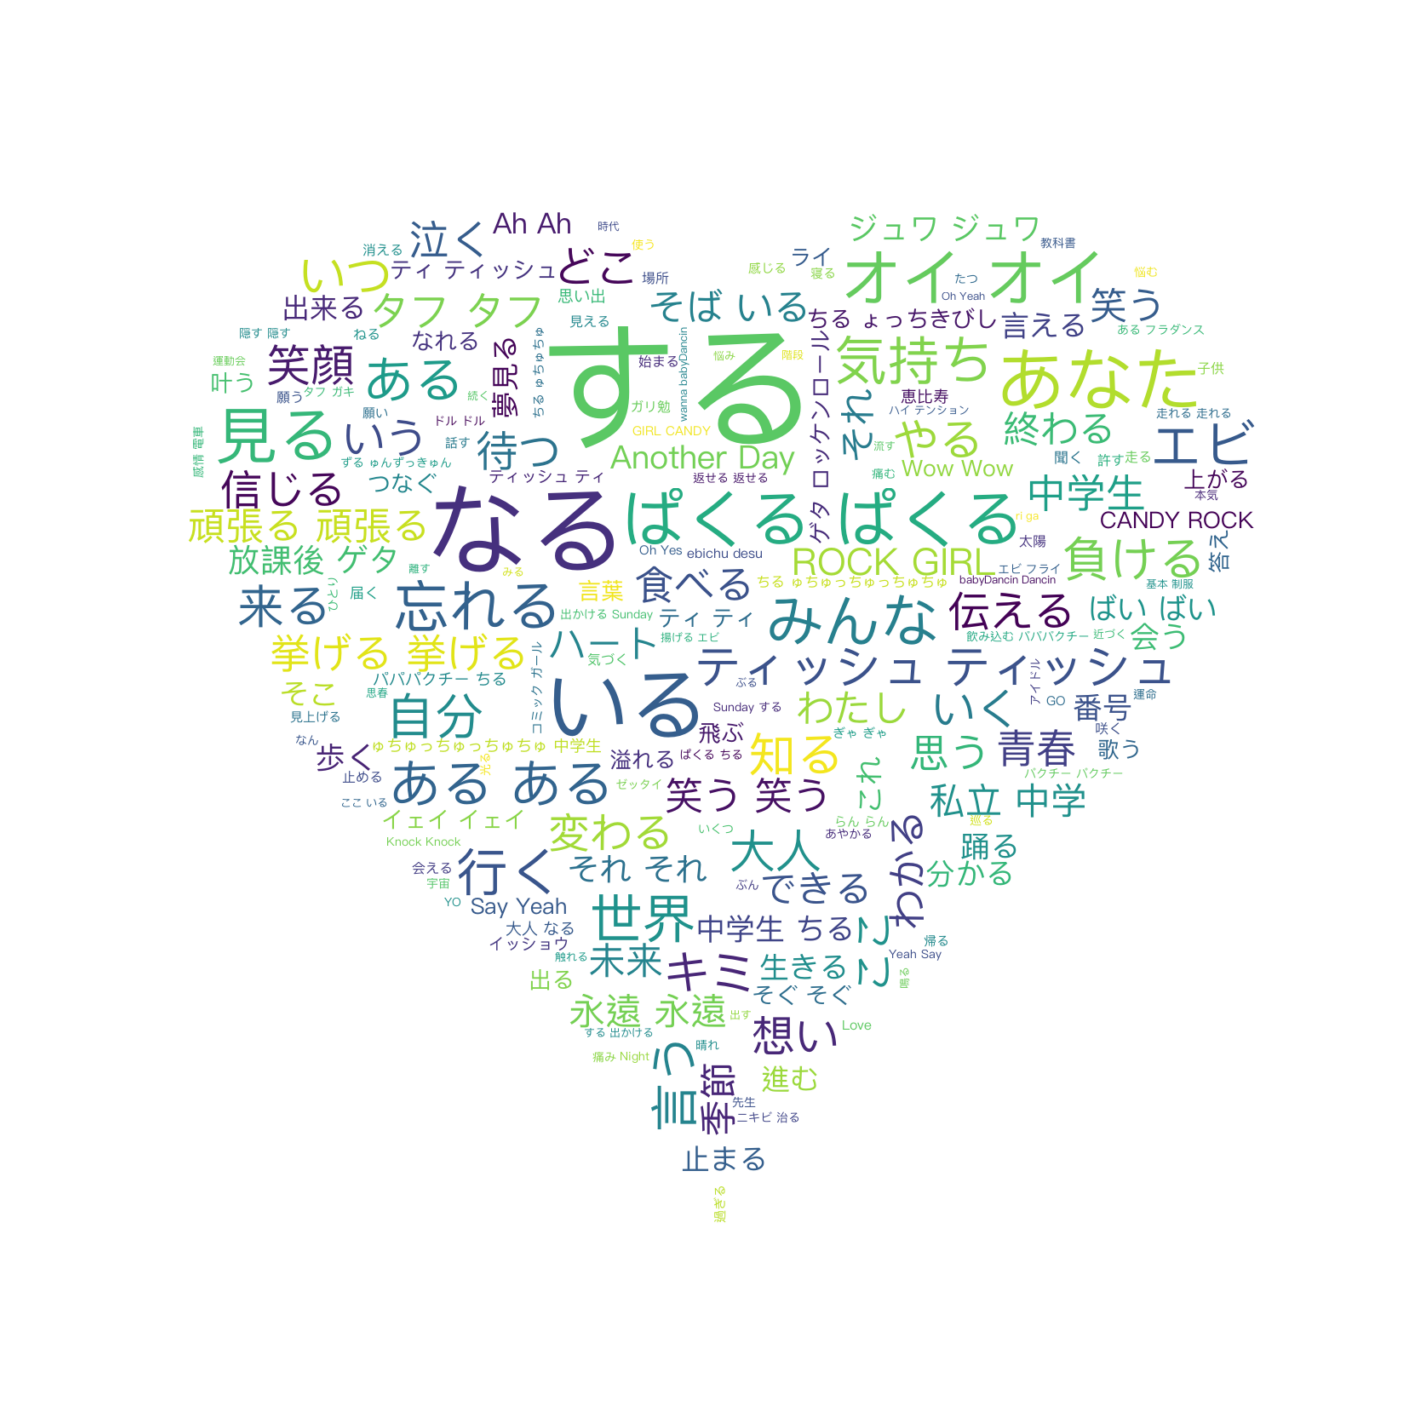 Ah Ah
時代
ジュワ ジュワ
泣く
消える
使う
教科書
いつ
ティ ティッシュ
どこ
場所
感じる
寝る
ライ
オイ オイ
たつ
悩む
出来る
タフ タフ
思い出
そば いる
Oh Yeah
笑う
見える
ちる ょっちきびし
言える
ある フラダンス
隠す 隠す
ねる
なれる
ちる ゅちゅちゅ
する
wanna babyDancin
始まる
悩み
階段
ゲタ ロッケンロール
気持ち
あなた
子供
運動会
笑顔
ある
夢見る
叶う
願う
タフ ガキ
続く
恵比寿
ハイ テンション
それ
ガリ勉
願い
ドル ドル
走れる 走れる
見る
いう
話す
待つ
GIRL CANDY
やる
終わる
エビ
感情 電車
ずる ゅんずっきゅん
Another Day
流す
聞く
許す
走る
信じる
つなぐ
ティッシュ ティ
返せる 返せる
痛む
Wow Wow
中学生
上がる
本気
頑張る 頑張る
なる
ぱくる ぱくる
ri ga
CANDY ROCK
放課後 ゲタ
Oh Yes
ebichu desu
ROCK GIRL
太陽
負ける
答え
離す
みる
エビ フライ
来る
ひとり
届く
忘れる
言葉
食べる
ちる ゅちゅっちゅっちゅちゅ
babyDancin Dancin
基本 制服
出かける Sunday
ティ ティ
みんな
伝える
ばい ばい
挙げる 挙げる
ハート
揚げる エビ
飲み込む パパパクチー
近づく
会う
コミック ガール
気づく
ティッシュ ティッシュ
パパパクチー ちる
そこ
思春
いる
ぶる
アイドル
GO
運命
見上げる
自分
Sunday する
わたし
いく
番号
咲く
なん
ゅちゅっちゅっちゅちゅ 中学生
飛ぶ
ぎゃ ぎゃ
歩く
光る
溢れる
ぱくる ちる
知る
思う
青春
歌う
止める
ある ある
ゼッタイ
これ
パクチー パクチー
ここ いる
笑う 笑う
私立 中学
イェイ イェイ
変わる
いくつ
らん らん
あやかる
巡る
Knock Knock
大人
わかる
踊る
会える
行く
それ それ
分かる
宇宙
ぶん
できる
YO
Say Yeah
世界
大人 なる
中学生 ちる
♪
イッショウ
帰る
触れる
未来
キミ
生きる
♪
Yeah Say
出る
そぐ そぐ
永遠 永遠
出す
する 出かける
想い
Love
言う
晴れ
痛み Night
季節
進む
先生
ニキビ 治る
止まる
過ぎる